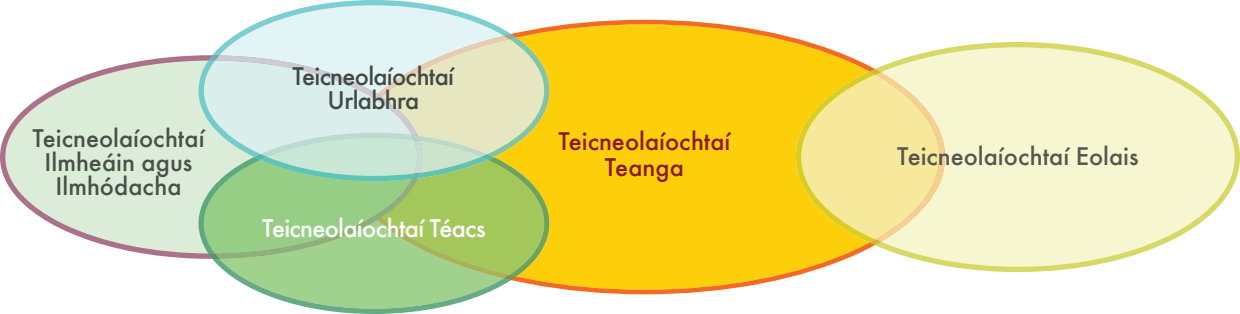 Teicneolaíochtaí
Urlabhra
Teicneolaíochtaí
Ilmheáin agus
Ilmhódacha
Teicneolaíochtaí Téacs
Teicneolaíochtaí
Teanga
Teicneolaíochtaí Eolais